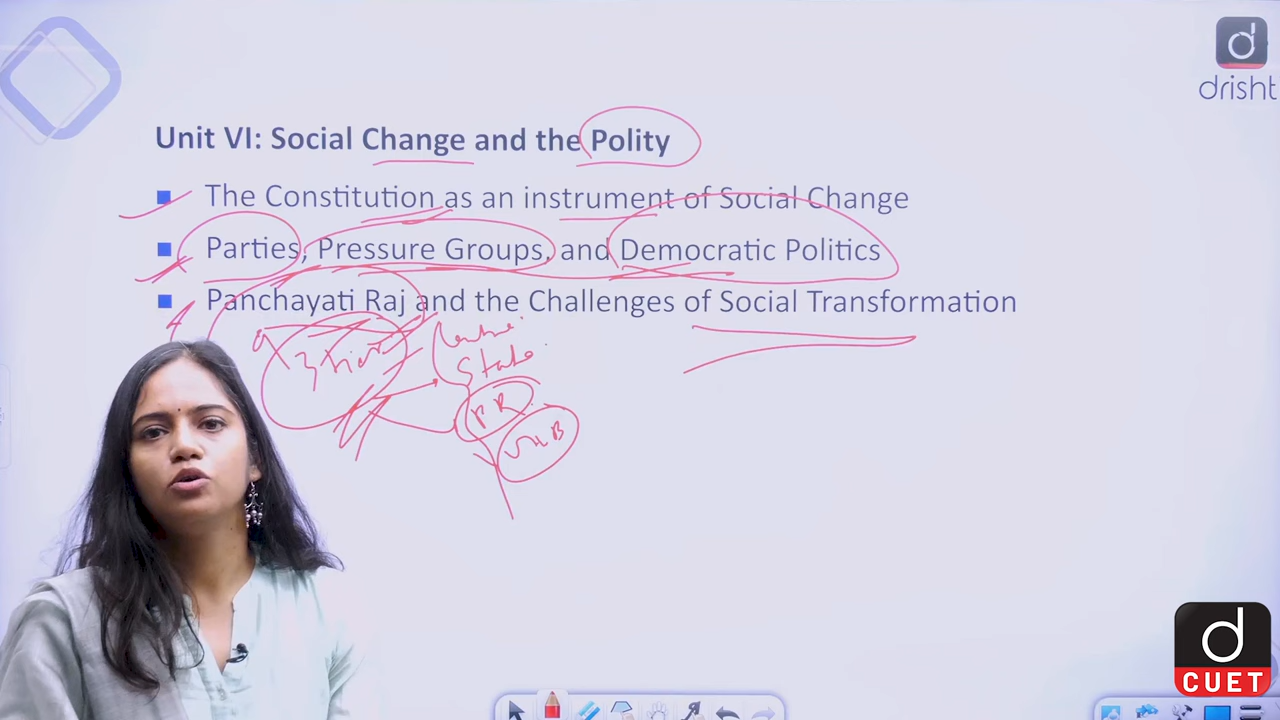 drisht
Unit VI: Social Change and the Polity
The Constitution as an instrument of Social Change
Parties, Pressure Groups, and Democratic Politics
Panchayati Raj and the Challenges of Social Transformation
3 tier
Centre
State
PR
ULB
d
CUET